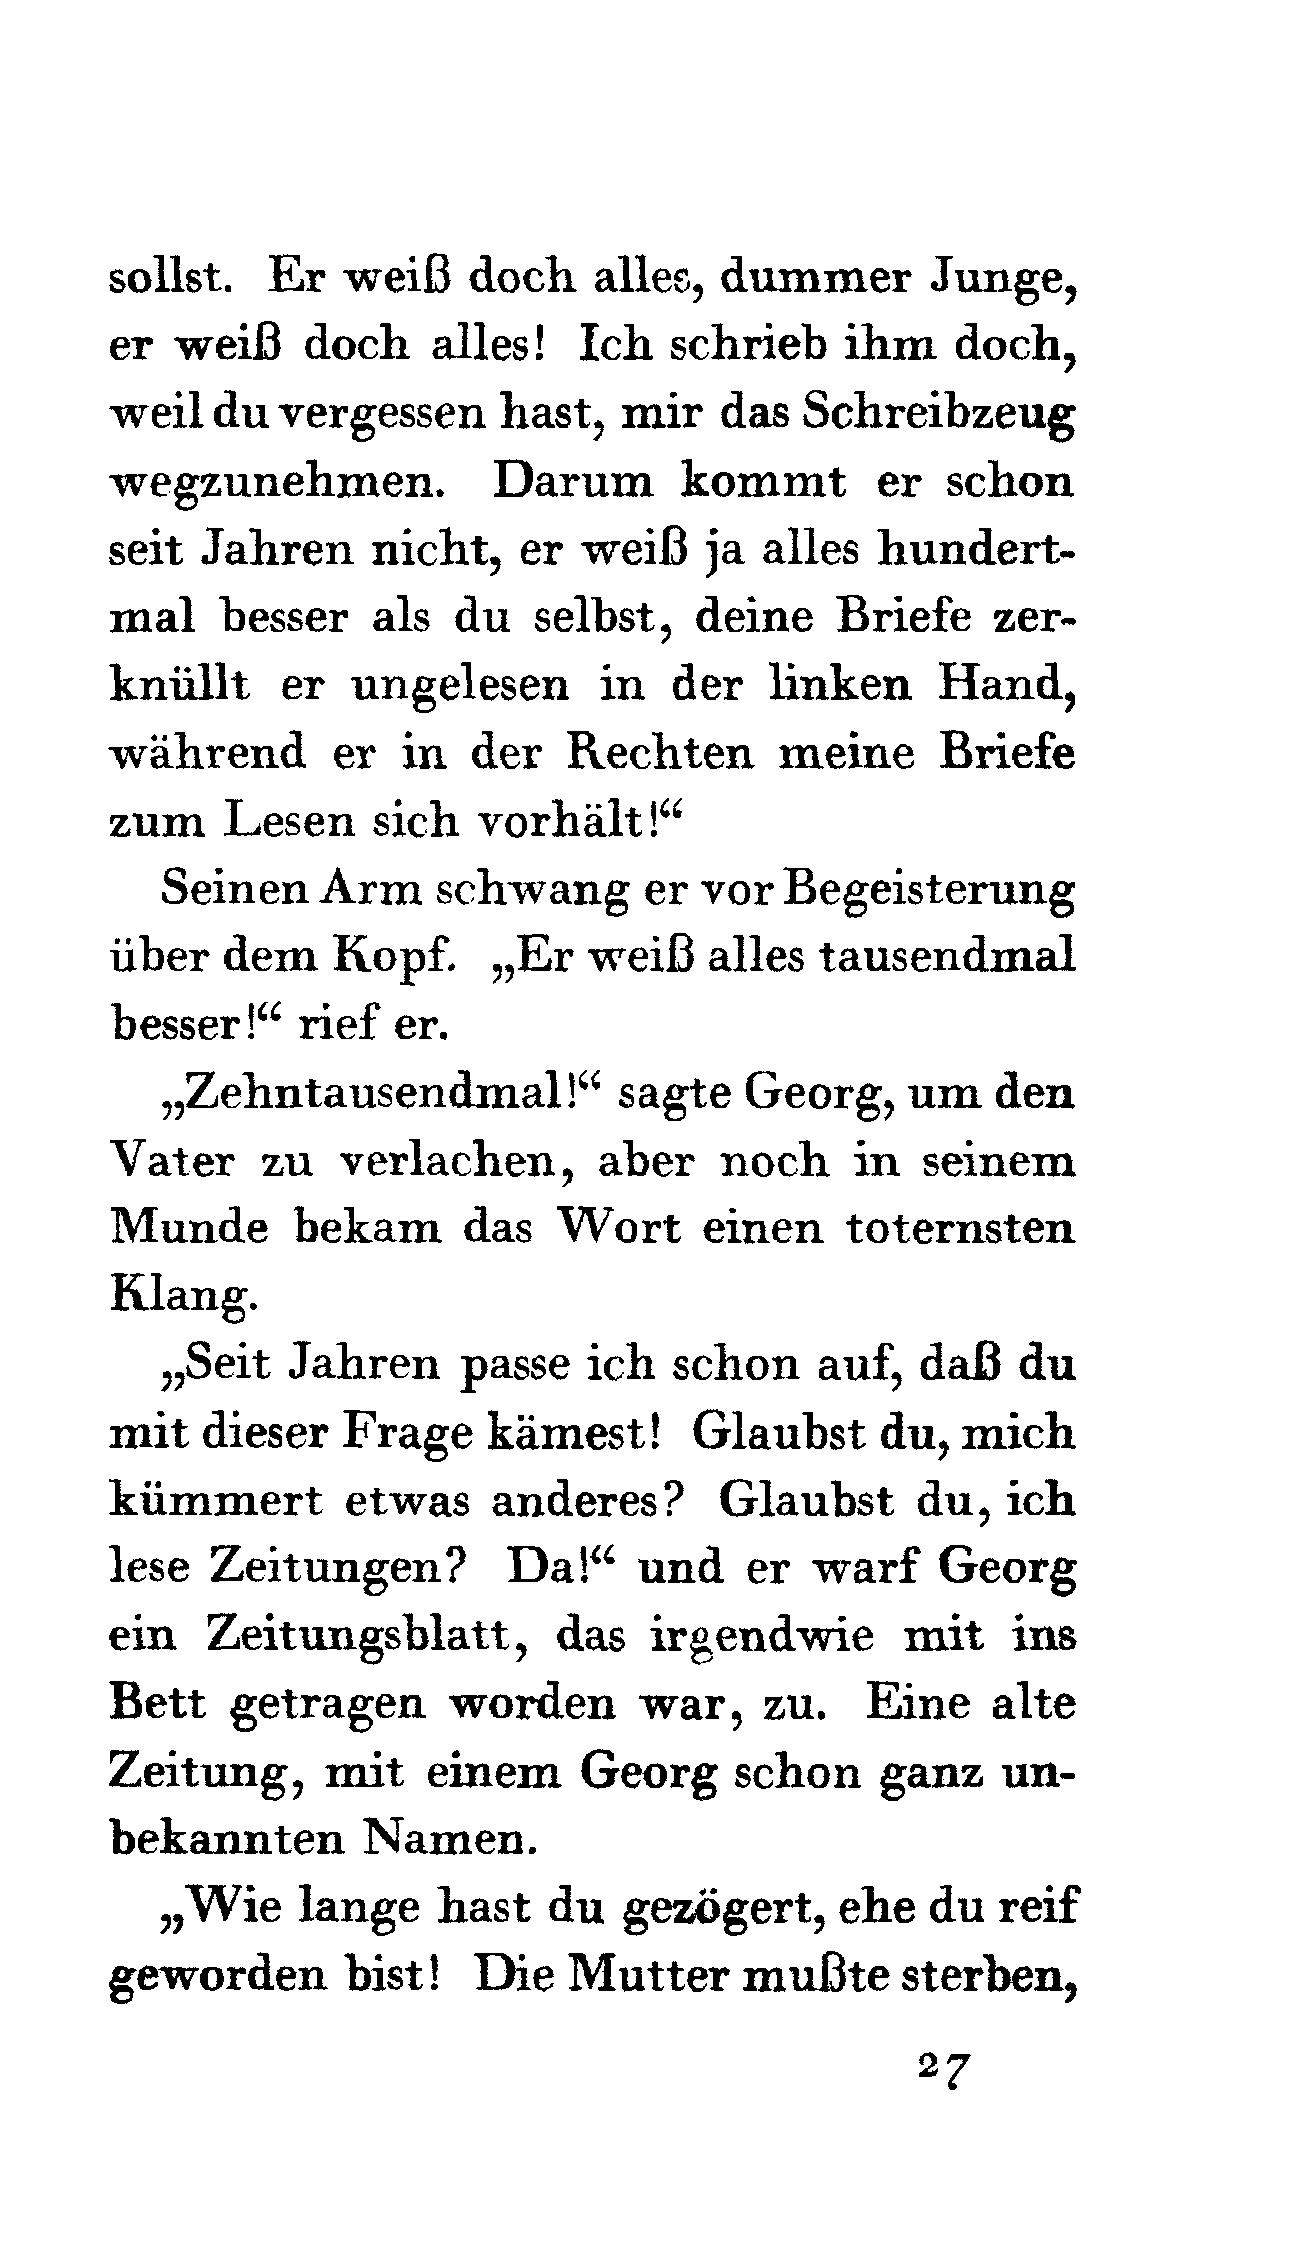 sollst. Er weiß doch alles, dummer Junge,
er weiß doch alles! Ich schrieb ihm doch,
weil du vergessen hast, mir das Schreibzeug
wegzunehmen. Darum kommt er schon
seit Jahren nicht, er weiß ja alles hundert-
mal besser als du selbst, deine Briefe zer-
knüllt er ungelesen in der linken Hand,
während er in der Rechten meine Briefe
zum Lesen sich vorhält!“
Seinen Arm schwang er vor Begeisterung
über dem Kopf. „Er weiß alles tausendmal
besser!“ rief er.
„Zehntausendmal!“ sagte Georg, um den
Vater zu verlachen, aber noch in seinem
Munde bekam das Wort einen toternsten
Klang.
„Seit Jahren passe ich schon auf, daß du
mit dieser Frage kämest! Glaubst du, mich
kümmert etwas anderes? Glaubst du, ich
lese Zeitungen? Da!“ und er warf Georg
ein Zeitungsblatt, das irgendwie mit ins
Bett getragen worden war, zu. Eine alte
Zeitung, mit einem Georg schon ganz un-
bekannten Namen.
„Wie lange hast du gezögert, ehe du reif
geworden bist! Die Mutter mußte sterben,
27